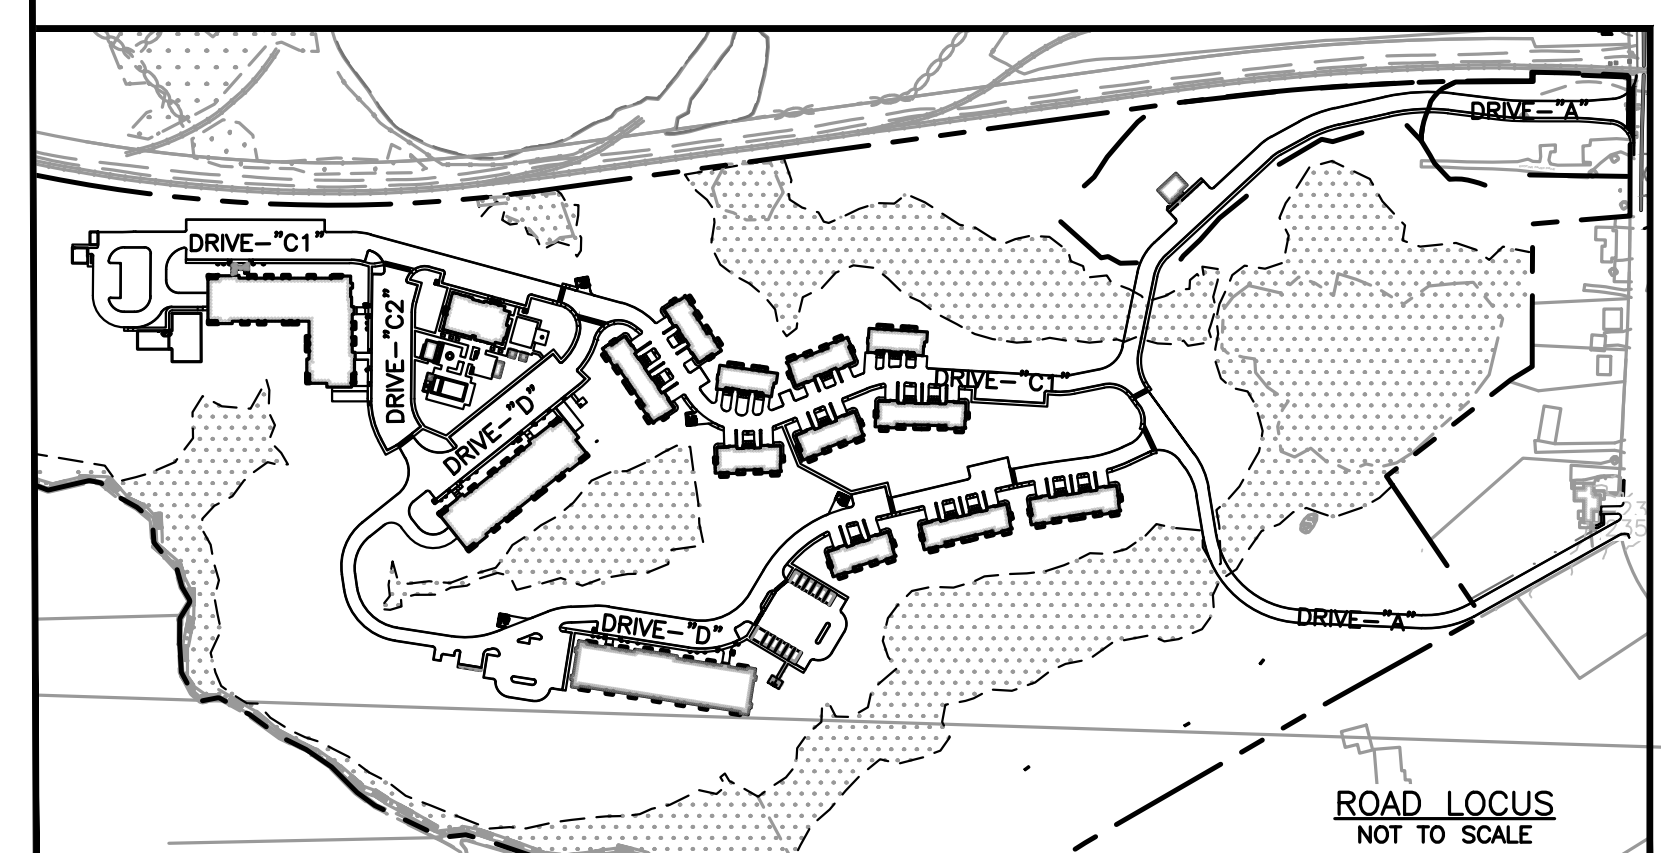 DRIVE-"A"
DRIVE-"C1"
DRIVE-"C2"
DRIVE-"C1"
DRIVE-"D"
DRIVE-"A"
DRIVE-"D"
ROAD LOCUS
NOT TO SCALE